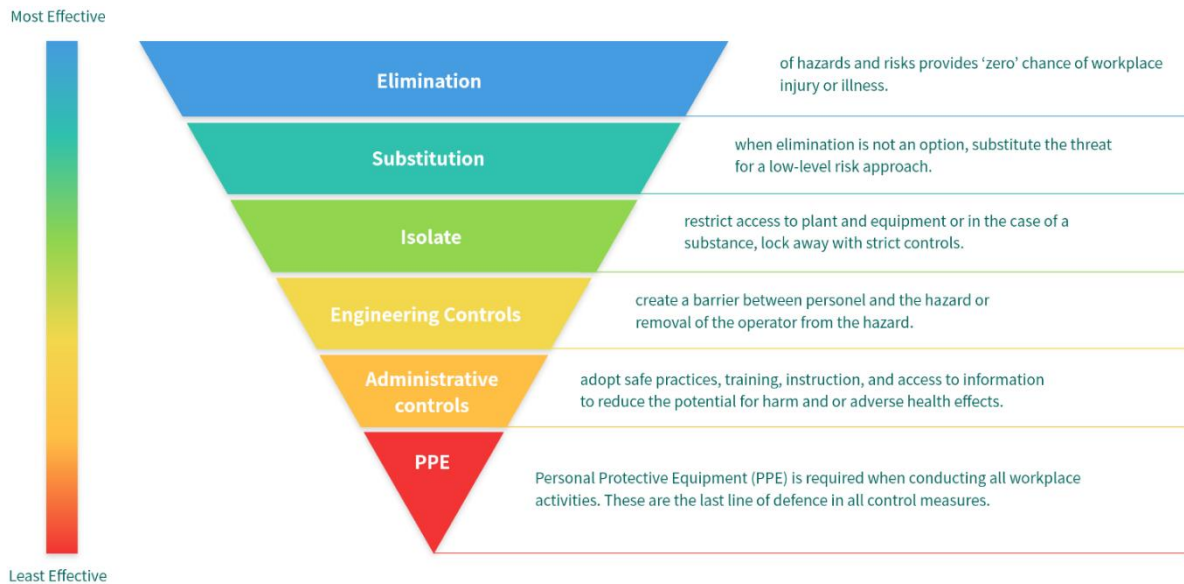 Most Effective
Elimination
of hazards and risks provides ‘zero’ chance of workplace
injury or illness.
Substitution
when elimination is not an option, substitute the threat
for a low-level risk approach.
Isolate
restrict access to plant and equipment or in the case of a
substance, lock away with strict controls.
Engineering Controls
create a barrier between personel and the hazard or
removal of the operator from the hazard.
Administrative
controls
adopt safe practices, training, instruction, and access to information
to reduce the potential for harm and or adverse health effects.
PPE
Personal Protective Equipment (PPE) is required when conducting all workplace
activities. These are the last line of defence in all control measures.
Least Effective